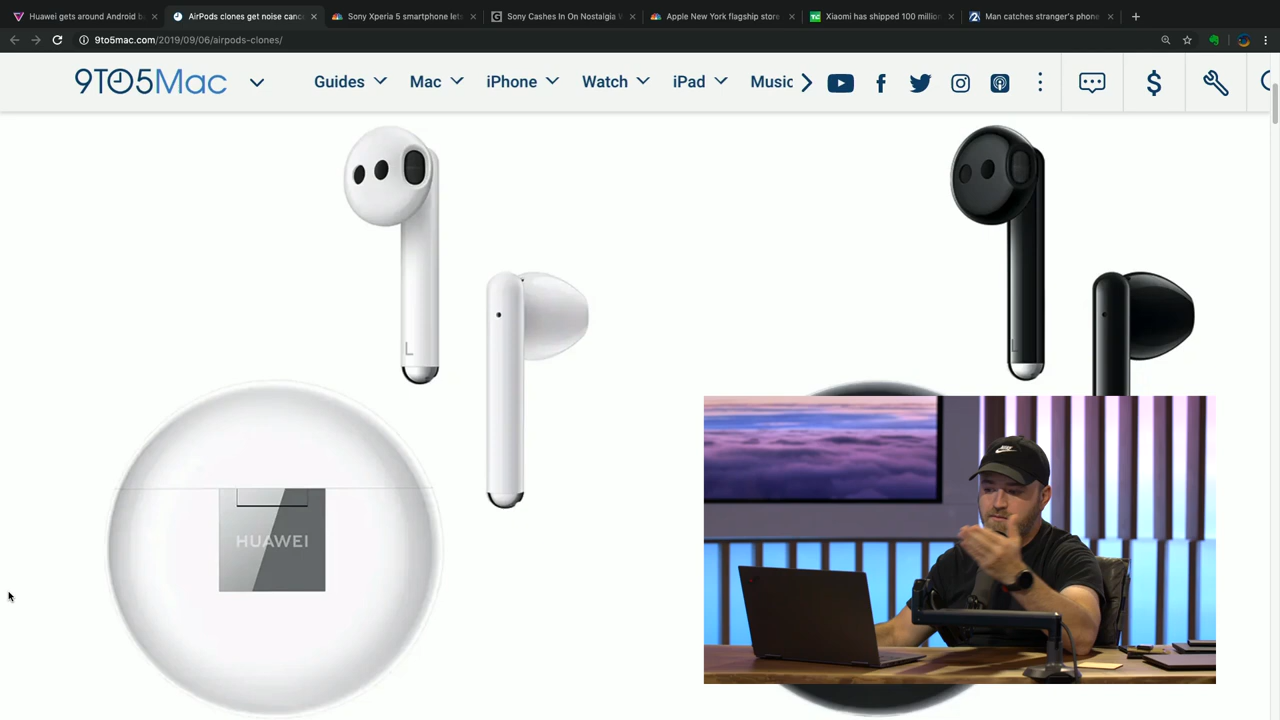 Huawei gets around Android b
AirPods clones get noise canc
Sony Xperia 5 smartphone lets
Sony Cashes In On Nostalgia W
Apple New York flagship store
Xiaomi has shipped 100 million
Man catches stranger's phone
9to5mac.com/2019/09/06/airpods-clones/
9TO5Mac
Guides
Mac
iPhone
Watch
iPad
Music
L
L
HUAWEI